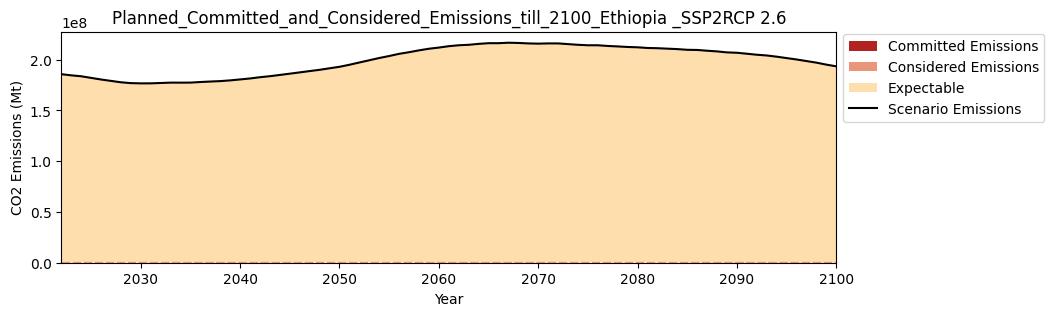 Planned_Committed_and_Considered_Emissions_till_2100_Ethiopia _SSP2RCP 2.6
1e8
2.0
1.5
1.0
0.5
0.0
CO2 Emissions (Mt)
2030 2040 2050 2060 2070 2080 2090 2100
Year
Committed Emissions
Considered Emissions
Expectable
Scenario Emissions